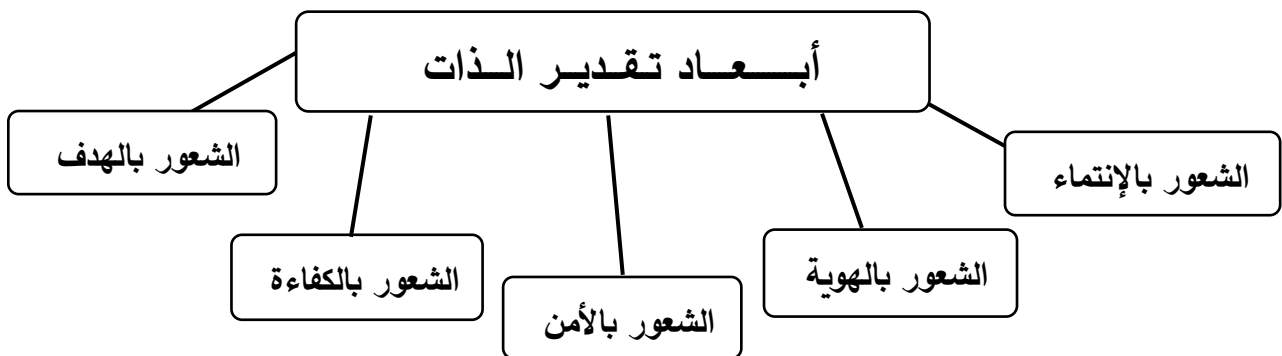 أبعاد تقدير الذات
الشعور بالإنتماء
الشعور بالهوية
الشعور بالأمن
الشعور بالكفاءة
الشعور بالهدف